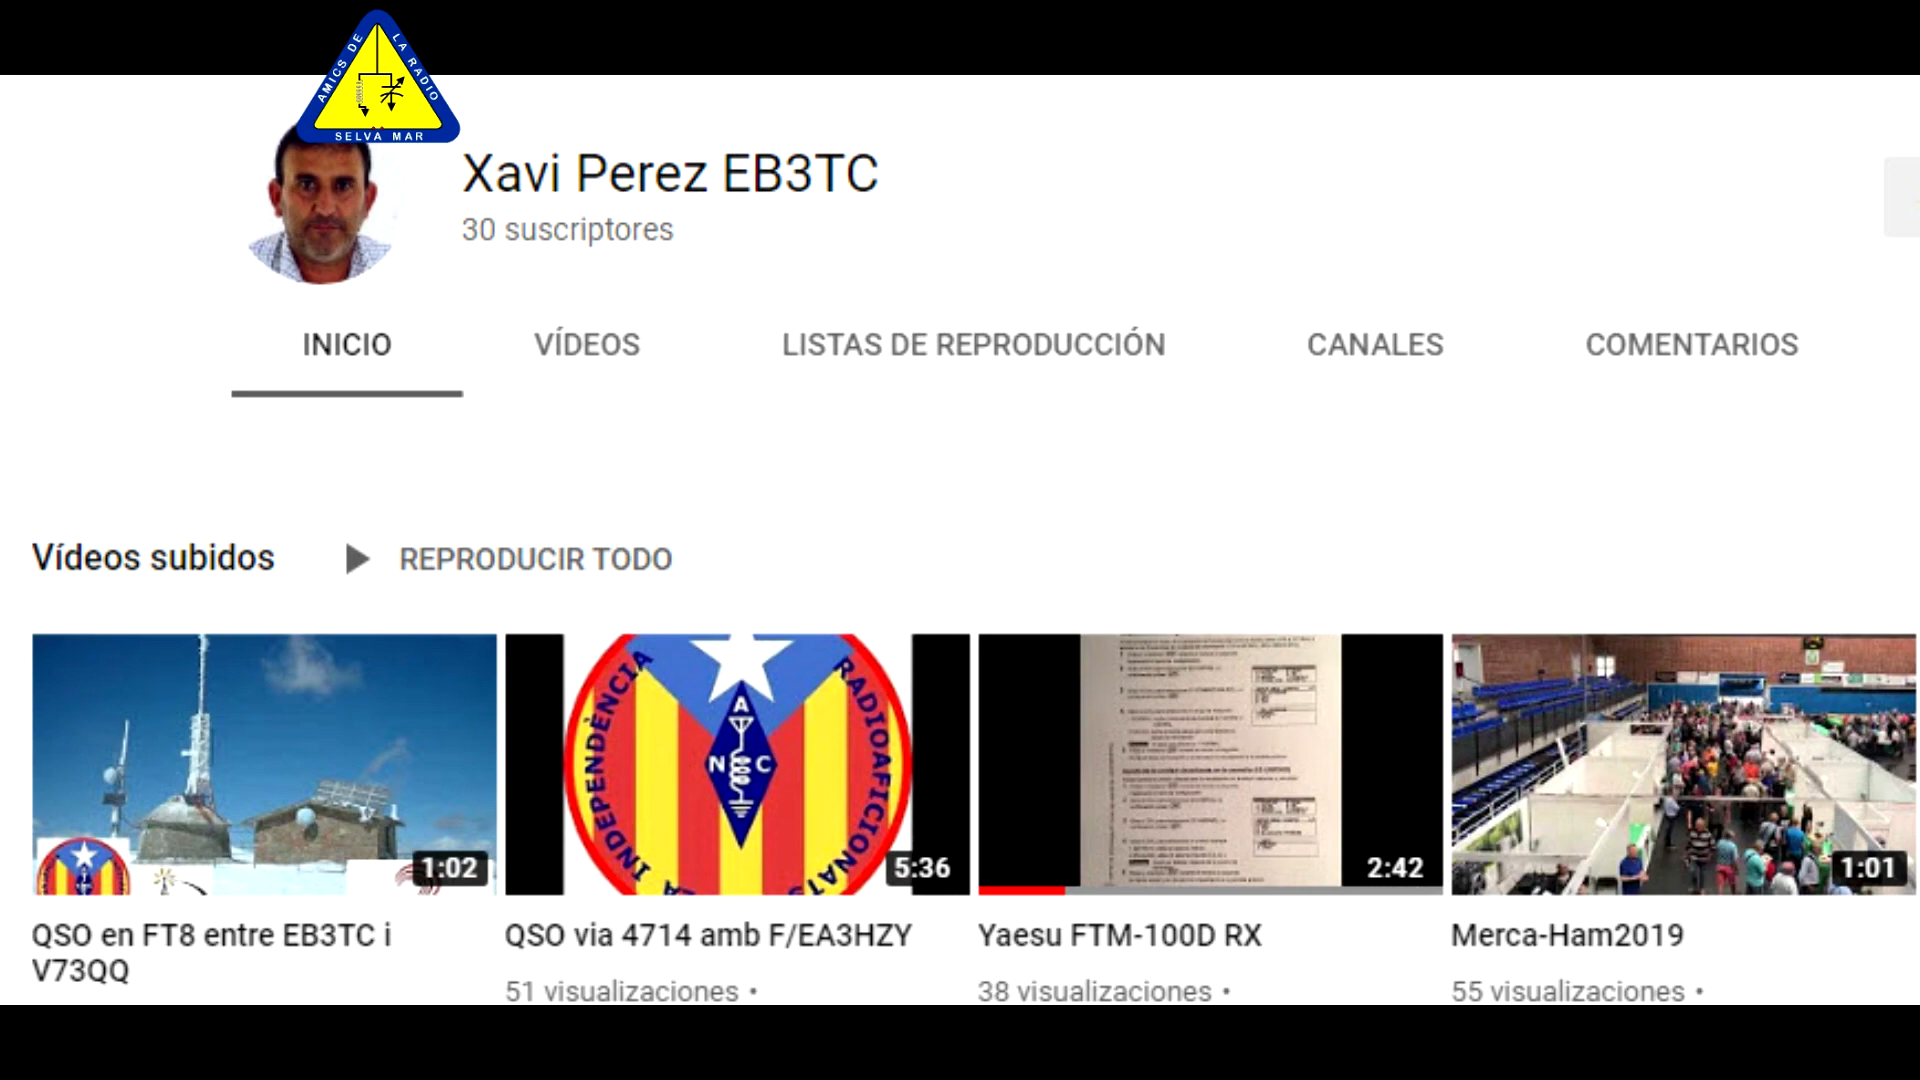 AMICS DE LA RADIO
SELVA MAR
Xavi Perez EB3TC
30 suscriptores
INICIO
VÍDEOS
LISTAS DE REPRODUCCIÓN
CANALES
COMENTARIOS
Vídeos subidos
REPRODUCIR TODO
1:02
INDEPENDÈNCIA
RADIOAFICIONATS
A
N C
5:36
2:42
1:01
QSO en FT8 entre EB3TC i
V73QQ
QSO via 4714 amb F/EA3HZY
51 visualizaciones •
Yaesu FTM-100D RX
38 visualizaciones •
Merca-Ham2019
55 visualizaciones •